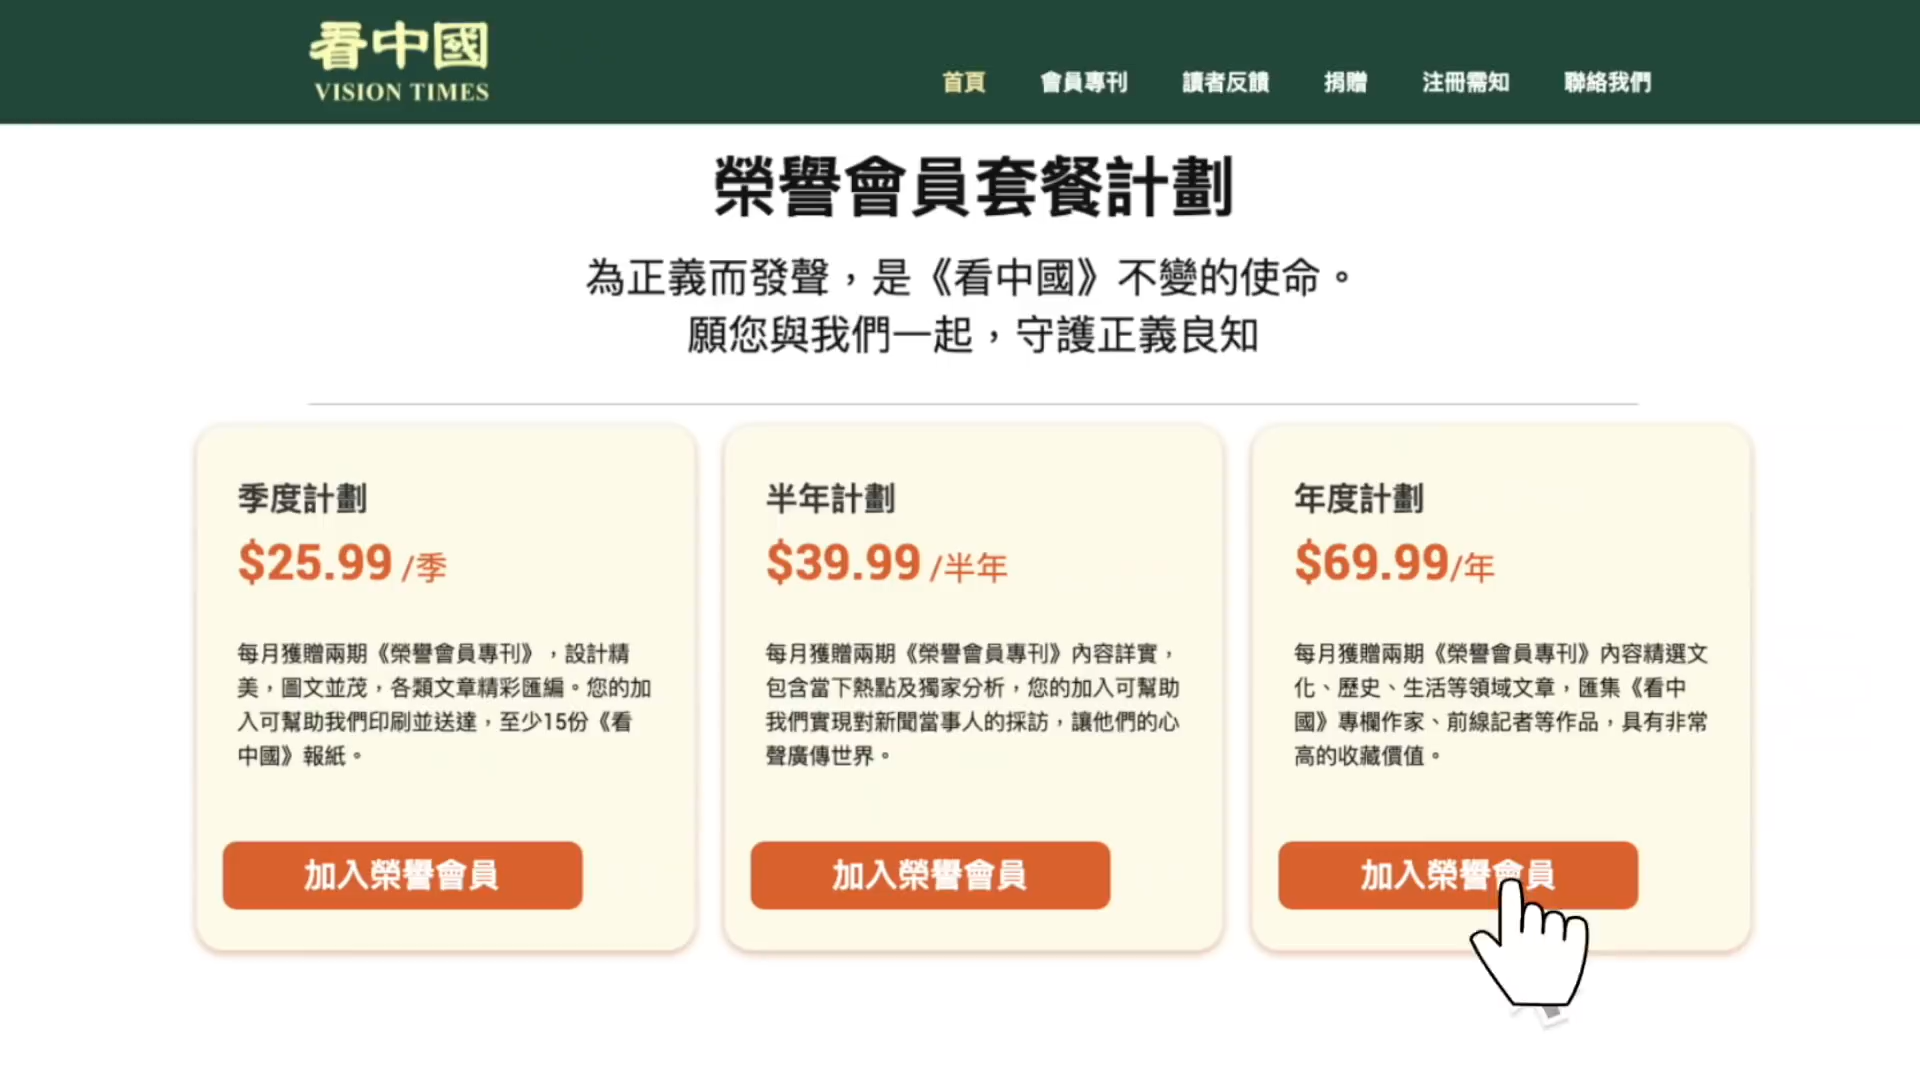 看中國
VISION TIMES
首頁 會員專刊 讀者反饋 捐贈 注冊需知 聯絡我們
榮譽會員套餐計劃
為正義而發聲，是《看中國》不變的使命。
願您與我們一起，守護正義良知
季度計劃
$25.99 /季
每月獲贈兩期《榮譽會員專刊》，設計精
美，圖文並茂，各類文章精彩匯編。您的加
入可幫助我們印刷並送達，至少15份《看
中國》報紙。
加入榮譽會員
半年計劃
$39.99 /半年
每月獲贈兩期《榮譽會員專刊》內容詳實，
包含當下熱點及獨家分析，您的加入可幫助
我們實現對新聞當事人的採訪，讓他們的心
聲廣傳世界。
加入榮譽會員
年度計劃
$69.99/年
每月獲贈兩期《榮譽會員專刊》內容精選文
化、歷史、生活等領域文章，匯集《看中
國》專欄作家、前線記者等作品，具有非常
高的收藏價值。
加入榮譽會員